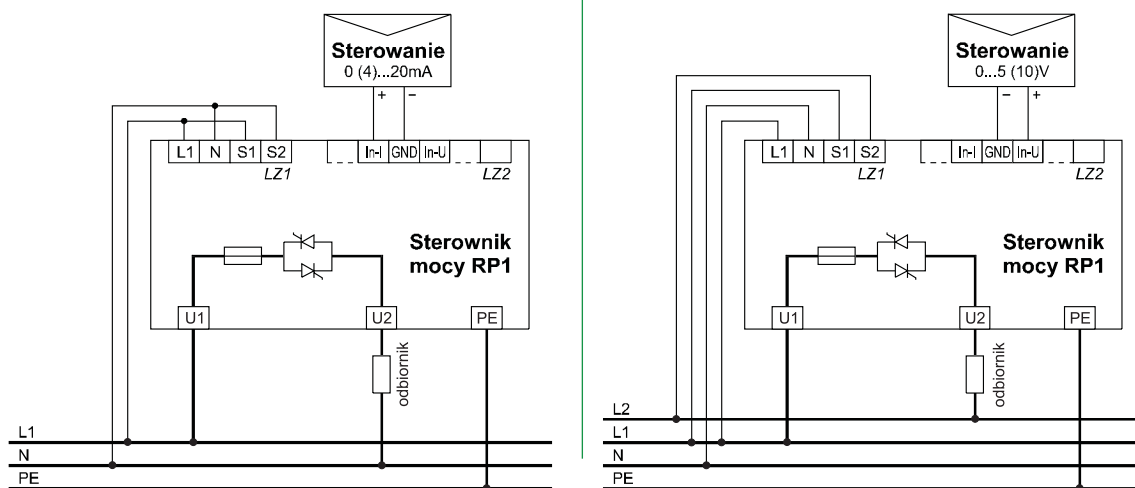 Sterowanie
0 (4)...20mA
+ −
L1 N S1 S2
LZ1
In-I GND In-U
LZ2
Sterownik
mocy RP1
U1
U2
PE
odbiornik
L1
N
PE
Sterowanie
0...5 (10)V
− +
L1 N S1 S2
LZ1
In-I GND In-U
LZ2
Sterownik
mocy RP1
U1
U2
PE
odbiornik
L2
L1
N
PE